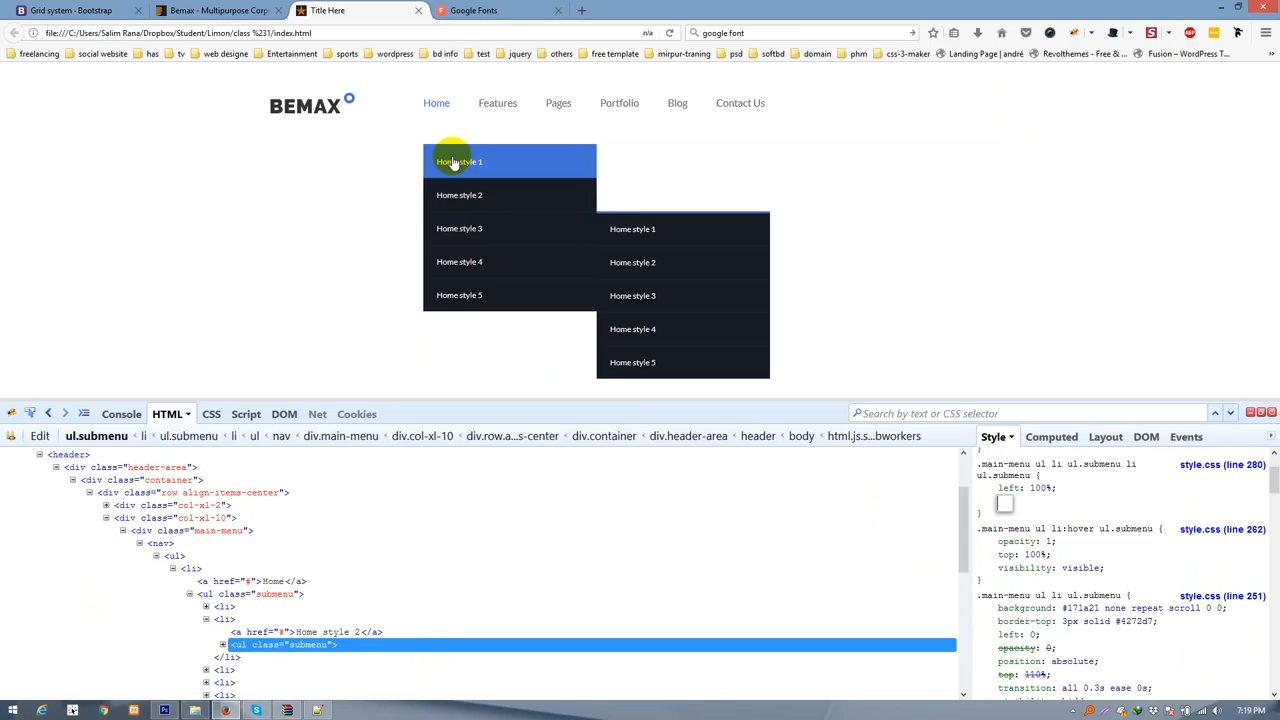 Grid system - Bootstrap
Bemax - Multipurpose Corp
Title Here
Google Fonts
file:///C:/Users/Salim Rana/Dropbox/Student/Limon/class %231/index.html
google font
freelancing
social website
has
tv
web designe
Entertainment
sports
wordpress
bd info
test
jquery
others
free template
mirpur-traning
psd
softbd
domain
phm
css-3-maker
Landing Page | andré
Revolthemes - Free & ...
Fusion – WordPress T...
BEMAX
Home
Features
Pages
Portfolio
Blog
Contact Us
Home style 1
Home style 2
Home style 3
Home style 4
Home style 5
Home style 1
Home style 2
Home style 3
Home style 4
Home style 5
Console
HTML
CSS
Script
DOM
Net
Cookies
Search by text or CSS selector
Edit
ul.submenu
li
ul.submenu
li
ul
nav
div.main-menu
div.col-xl-10
div.row.a...s-center
div.container
div.header-area
header
body
html.js.s...bworkers
Style
Computed
Layout
DOM
Events
<header>
<div class="header-area">
<div class="container">
<div class="row align-items-center">
<div class="col-xl-2">
<div class="col-xl-10">
<div class="main-menu">
<nav>
<ul>
<li>
<a href="#">Home</a>
<ul class="submenu">
<li>
<li>
<a href="#">Home style 2</a>
<ul class="submenu">
</li>
<li>
<li>
<li>
.main-menu ul li ul.submenu li
ul.submenu {
style.css (line 280)
left: 100%;
}
.main-menu ul li:hover ul.submenu {
style.css (line 262)
opacity: 1;
top: 100%;
visibility: visible;
}
.main-menu ul li ul.submenu {
style.css (line 251)
background: #171a21 none repeat scroll 0 0;
border-top: 3px solid #4272d7;
left: 0;
opacity: 0;
position: absolute;
top: 110%;
transition: all 0.3s ease 0s;
7:19 PM